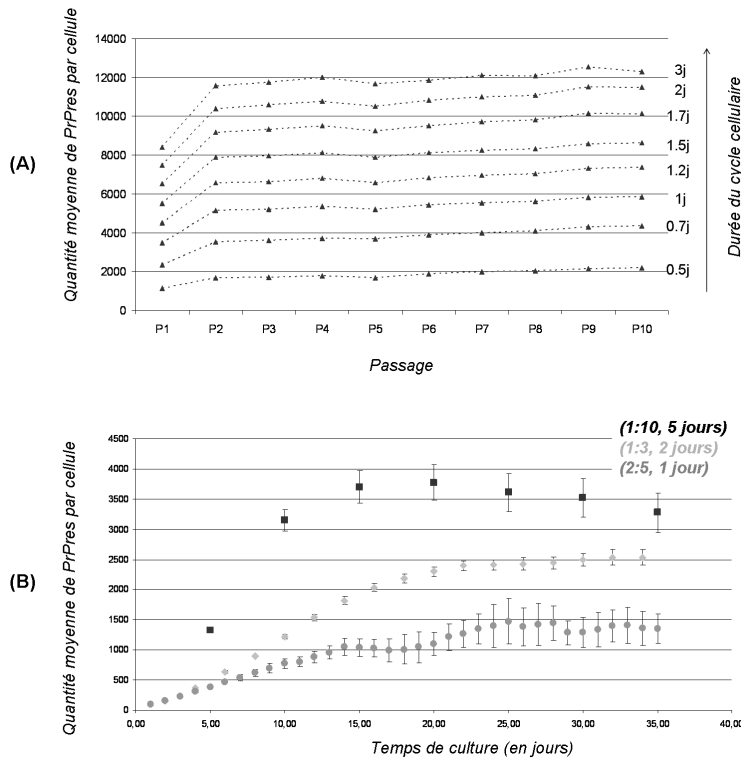 (A)
Quantité moyenne de PrPres par cellule
14000
12000
10000
8000
6000
4000
2000
0
P1 P2 P3 P4 P5 P6 P7 P8 P9 P10
Passage
3j
2j
1.7j
1.5j
1.2j
1j
0.7j
0.5j
Durée du cycle cellulaire
(B)
Quantité moyenne de PrPres par cellule
4500
4000
3500
3000
2500
2000
1500
1000
500
0
0,00 5,00 10,00 15,00 20,00 25,00 30,00 35,00 40,00
Temps de culture (en jours)
(1:10, 5 jours)
(1:3, 2 jours)
(2:5, 1 jour)